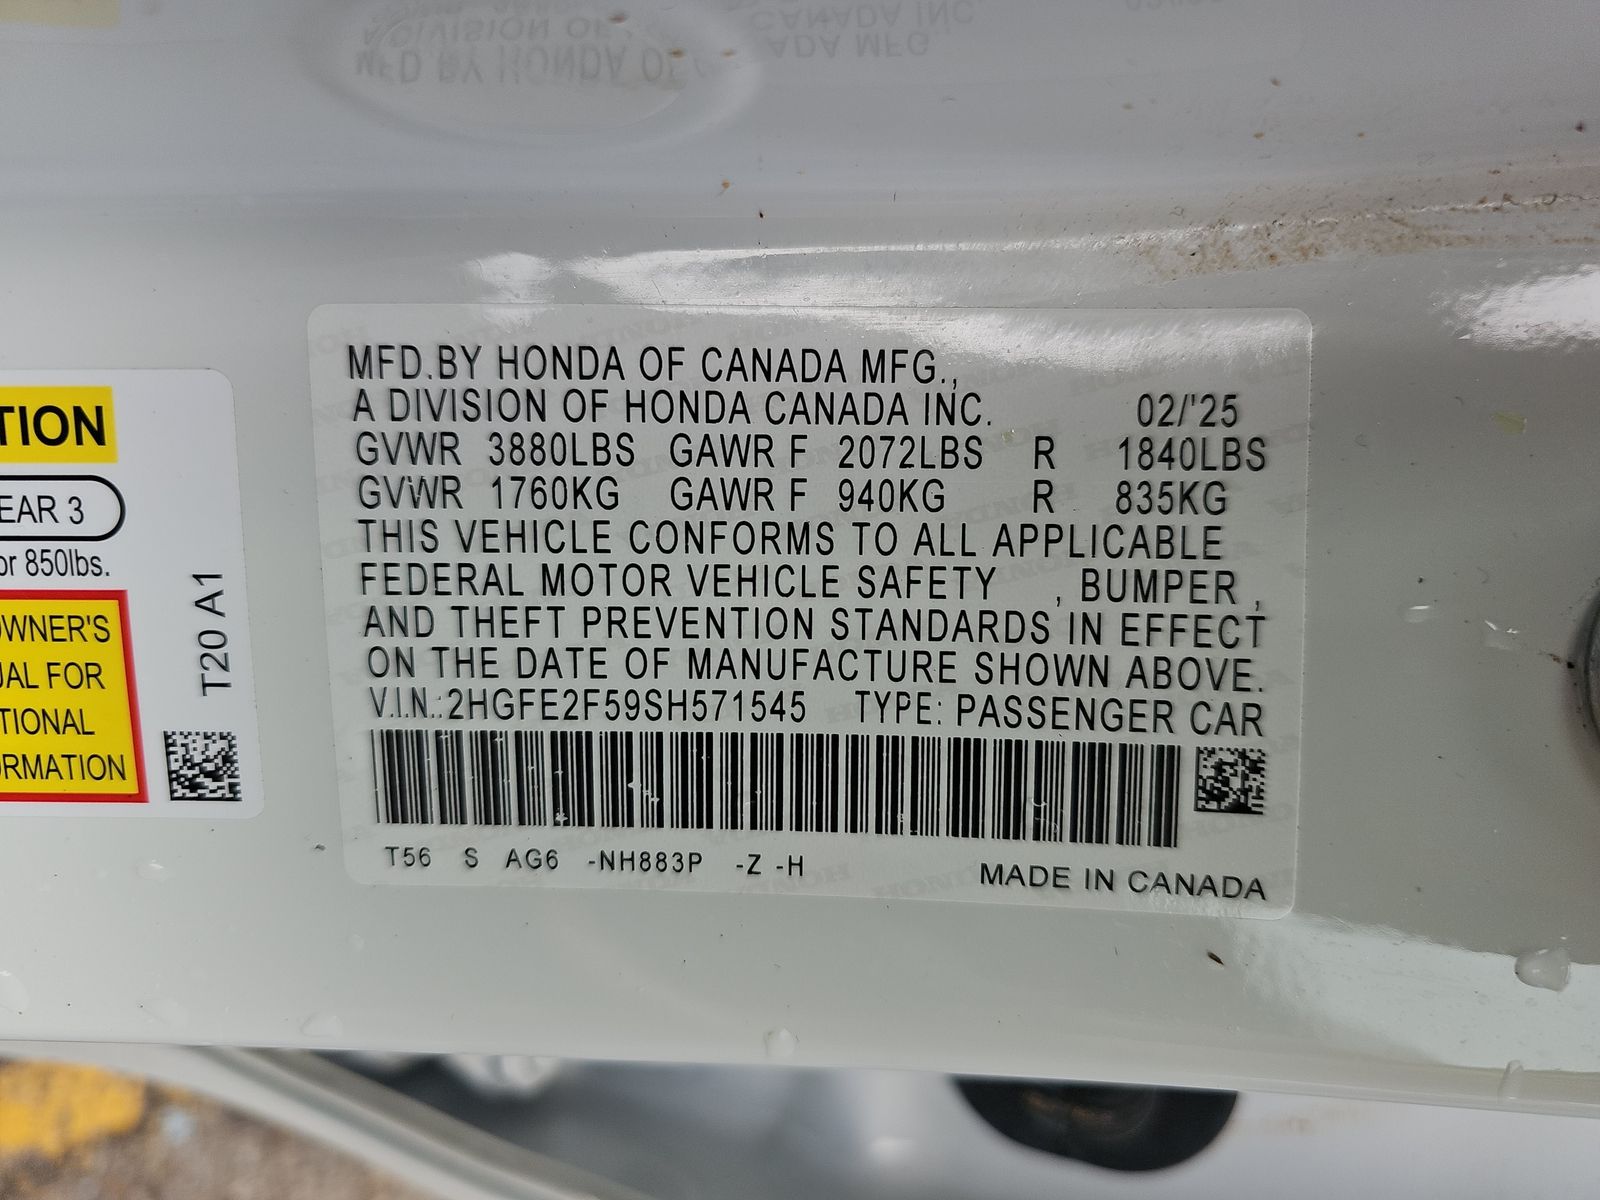 MFD.BY HONDA OF CANADA MFG.,
A DIVISION OF HONDA CANADA INC. 02/'25
GVWR 3880LBS GAWR F 2072LBS R 1840LBS
GVWR 1760KG GAWR F 940KG R 835KG
THIS VEHICLE CONFORMS TO ALL APPLICABLE
FEDERAL MOTOR VEHICLE SAFETY , BUMPER ,
AND THEFT PREVENTION STANDARDS IN EFFECT
ON THE DATE OF MANUFACTURE SHOWN ABOVE.
V.I.N.:2HGFE2F59SH571545 TYPE: PASSENGER CAR
T56 S AG6 -NH883P -Z -H
MADE IN CANADA
TION
EAR 3
or 850lbs.
OWNER'S
UAL FOR
TIONAL
ORMATION
T20 A1